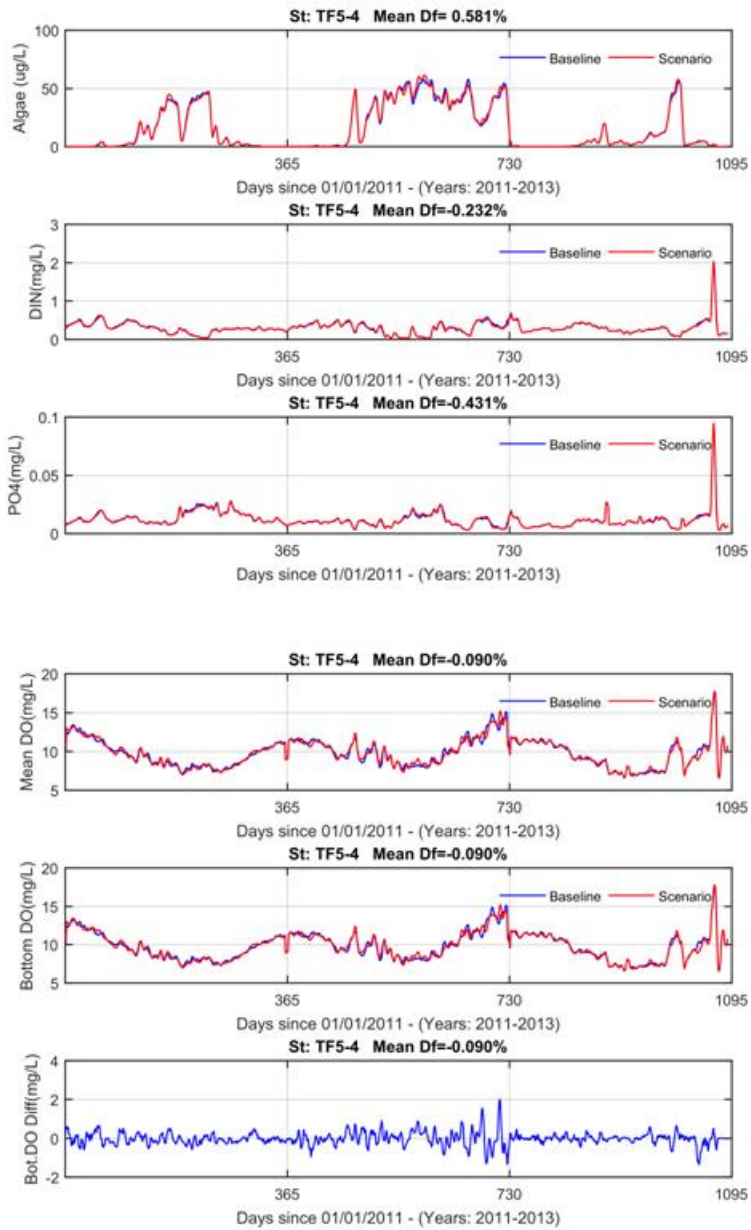 St: TF5-4 Mean Df= 0.581%
100
50
0
Algae (ug/L)
Baseline Scenario
365 730 1095
Days since 01/01/2011 - (Years: 2011-2013)
St: TF5-4 Mean Df=-0.232%
3
2
1
0
DIN(mg/L)
Baseline Scenario
365 730 1095
Days since 01/01/2011 - (Years: 2011-2013)
St: TF5-4 Mean Df=-0.431%
0.1
0.05
0
PO4(mg/L)
Baseline Scenario
365 730 1095
Days since 01/01/2011 - (Years: 2011-2013)
St: TF5-4 Mean Df=-0.090%
20
15
10
5
Mean DO(mg/L)
Baseline Scenario
365 730 1095
Days since 01/01/2011 - (Years: 2011-2013)
St: TF5-4 Mean Df=-0.090%
20
15
10
5
Bottom DO(mg/L)
Baseline Scenario
365 730 1095
Days since 01/01/2011 - (Years: 2011-2013)
St: TF5-4 Mean Df=-0.090%
4
2
0
-2
Bot.DO Diff(mg/L)
365 730 1095
Days since 01/01/2011 - (Years: 2011-2013)